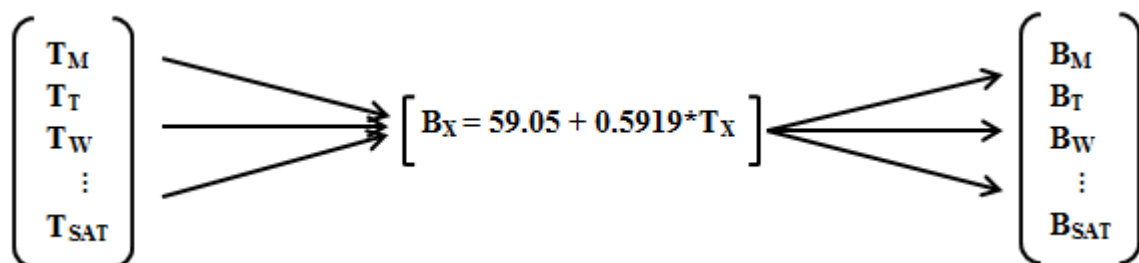 T_M
T_T
T_W
⋮
T_SAT
B_X = 59.05 + 0.5919*T_X
B_M
B_T
B_W
⋮
B_SAT